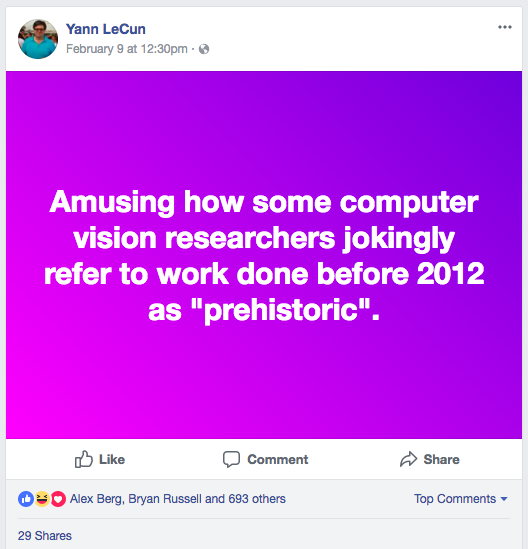 Yann LeCun
February 9 at 12:30pm ·
Amusing how some computer
vision researchers jokingly
refer to work done before 2012
as "prehistoric".
Like Comment Share
Alex Berg, Bryan Russell and 693 others Top Comments
29 Shares